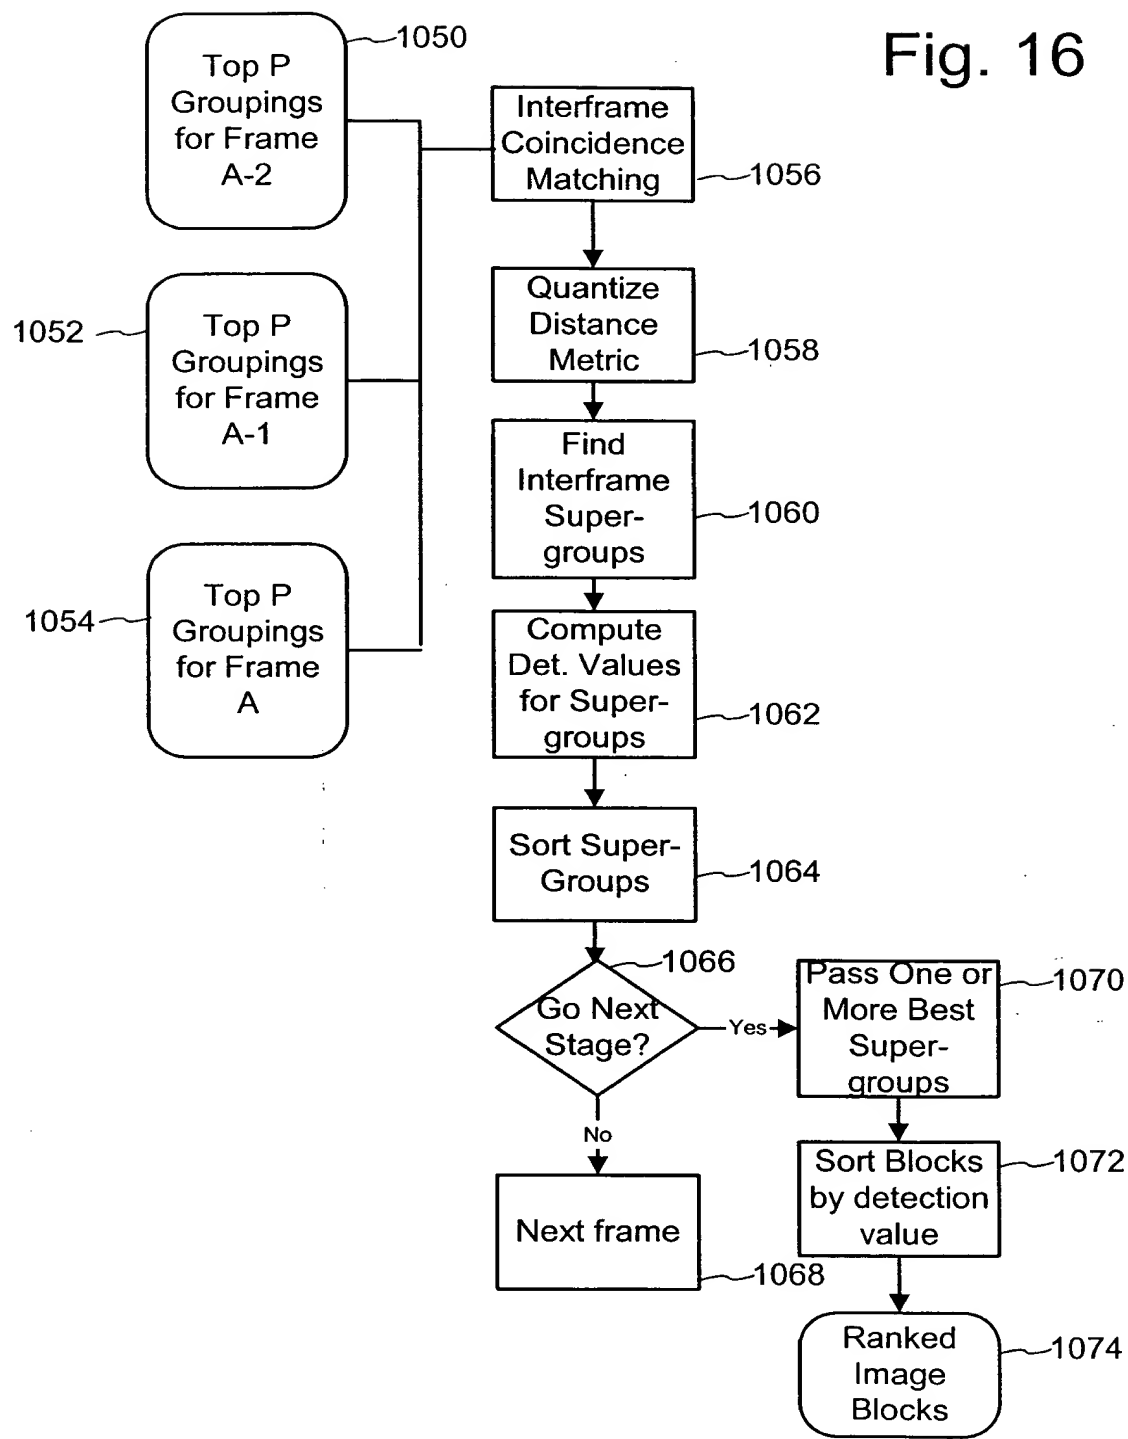 Fig. 16
1050
Top P
Groupings
for Frame
A-2
1052
Top P
Groupings
for Frame
A-1
1054
Top P
Groupings
for Frame
A
Interframe
Coincidence
Matching
1056
Quantize
Distance
Metric
1058
Find
Interframe
Super-
groups
1060
Compute
Det. Values
for Super-
groups
1062
Sort Super-
Groups
1064
1066
Go Next
Stage?
Yes
No
Next frame
1068
Pass One or
More Best
Super-
groups
1070
Sort Blocks
by detection
value
1072
Ranked
Image
Blocks
1074